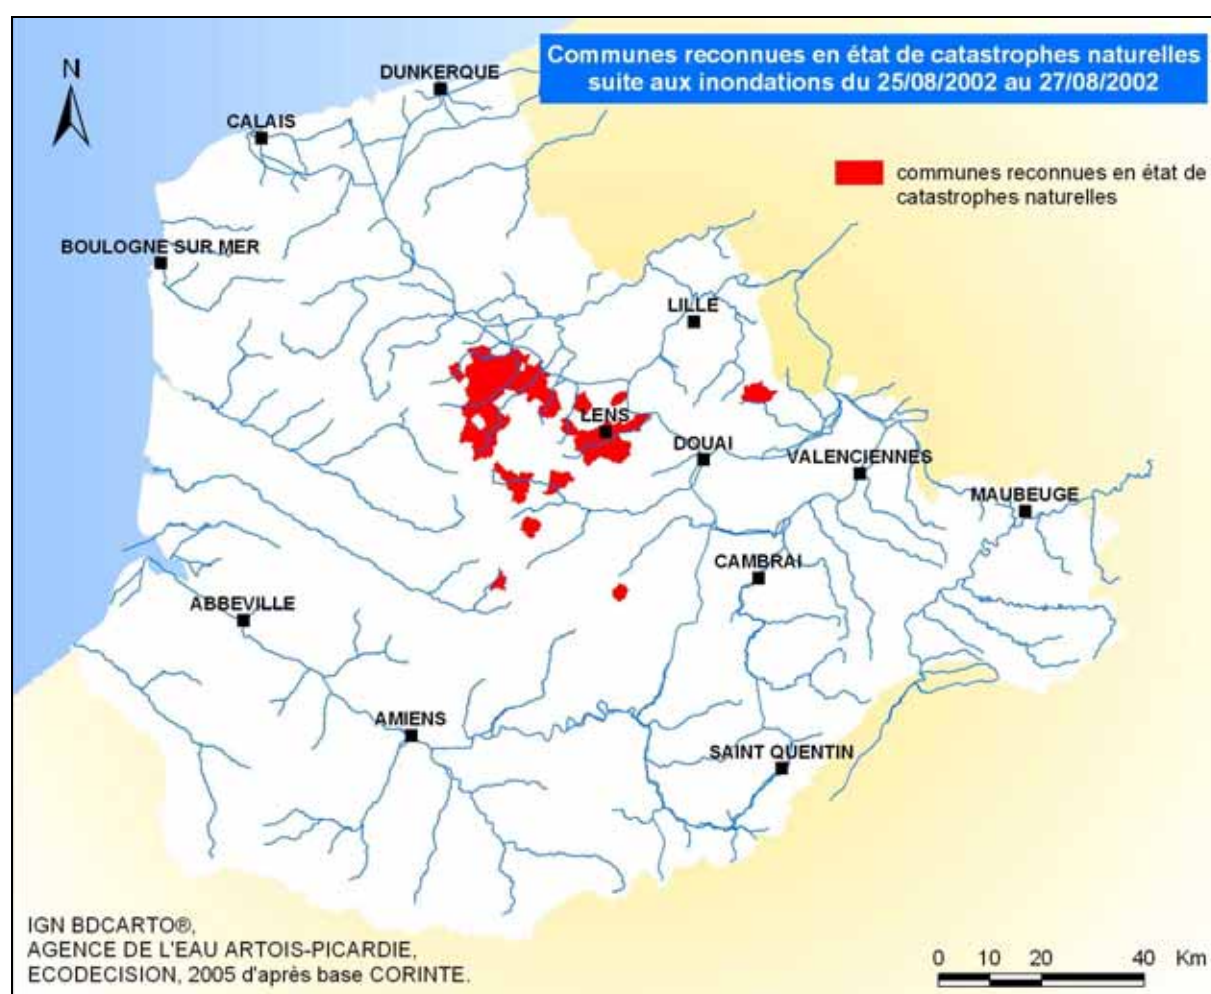 Communes reconnues en état de catastrophes naturelles
suite aux inondations du 25/08/2002 au 27/08/2002
N
DUNKERQUE
CALAIS
communes reconnues en état de
catastrophes naturelles
BOULOGNE SUR MER
LILLE
LENS
DOUAI
VALENCIENNES
MAUBEUGE
CAMBRAI
ABBEVILLE
AMIENS
SAINT QUENTIN
IGN BDCARTO®,
AGENCE DE L'EAU ARTOIS-PICARDIE,
ECODECISION, 2005 d'après base CORINTE.
0 10 20 40 Km